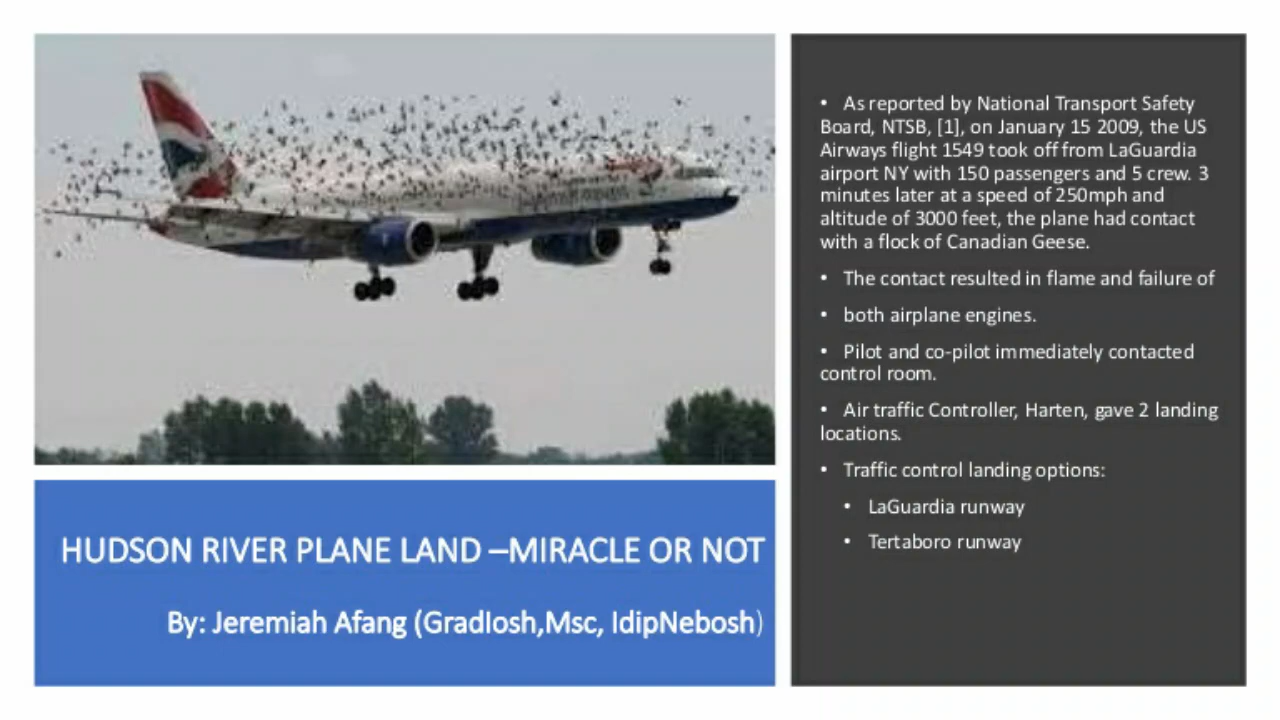 HUDSON RIVER PLANE LAND –MIRACLE OR NOT
By: Jeremiah Afang (GradIosh,Msc, IdipNebosh)
• As reported by National Transport Safety
Board, NTSB, [1], on January 15 2009, the US
Airways flight 1549 took off from LaGuardia
airport NY with 150 passengers and 5 crew. 3
minutes later at a speed of 250mph and
altitude of 3000 feet, the plane had contact
with a flock of Canadian Geese.
• The contact resulted in flame and failure of
• both airplane engines.
• Pilot and co-pilot immediately contacted
control room.
• Air traffic Controller, Harten, gave 2 landing
locations.
• Traffic control landing options:
• LaGuardia runway
• Tertaboro runway